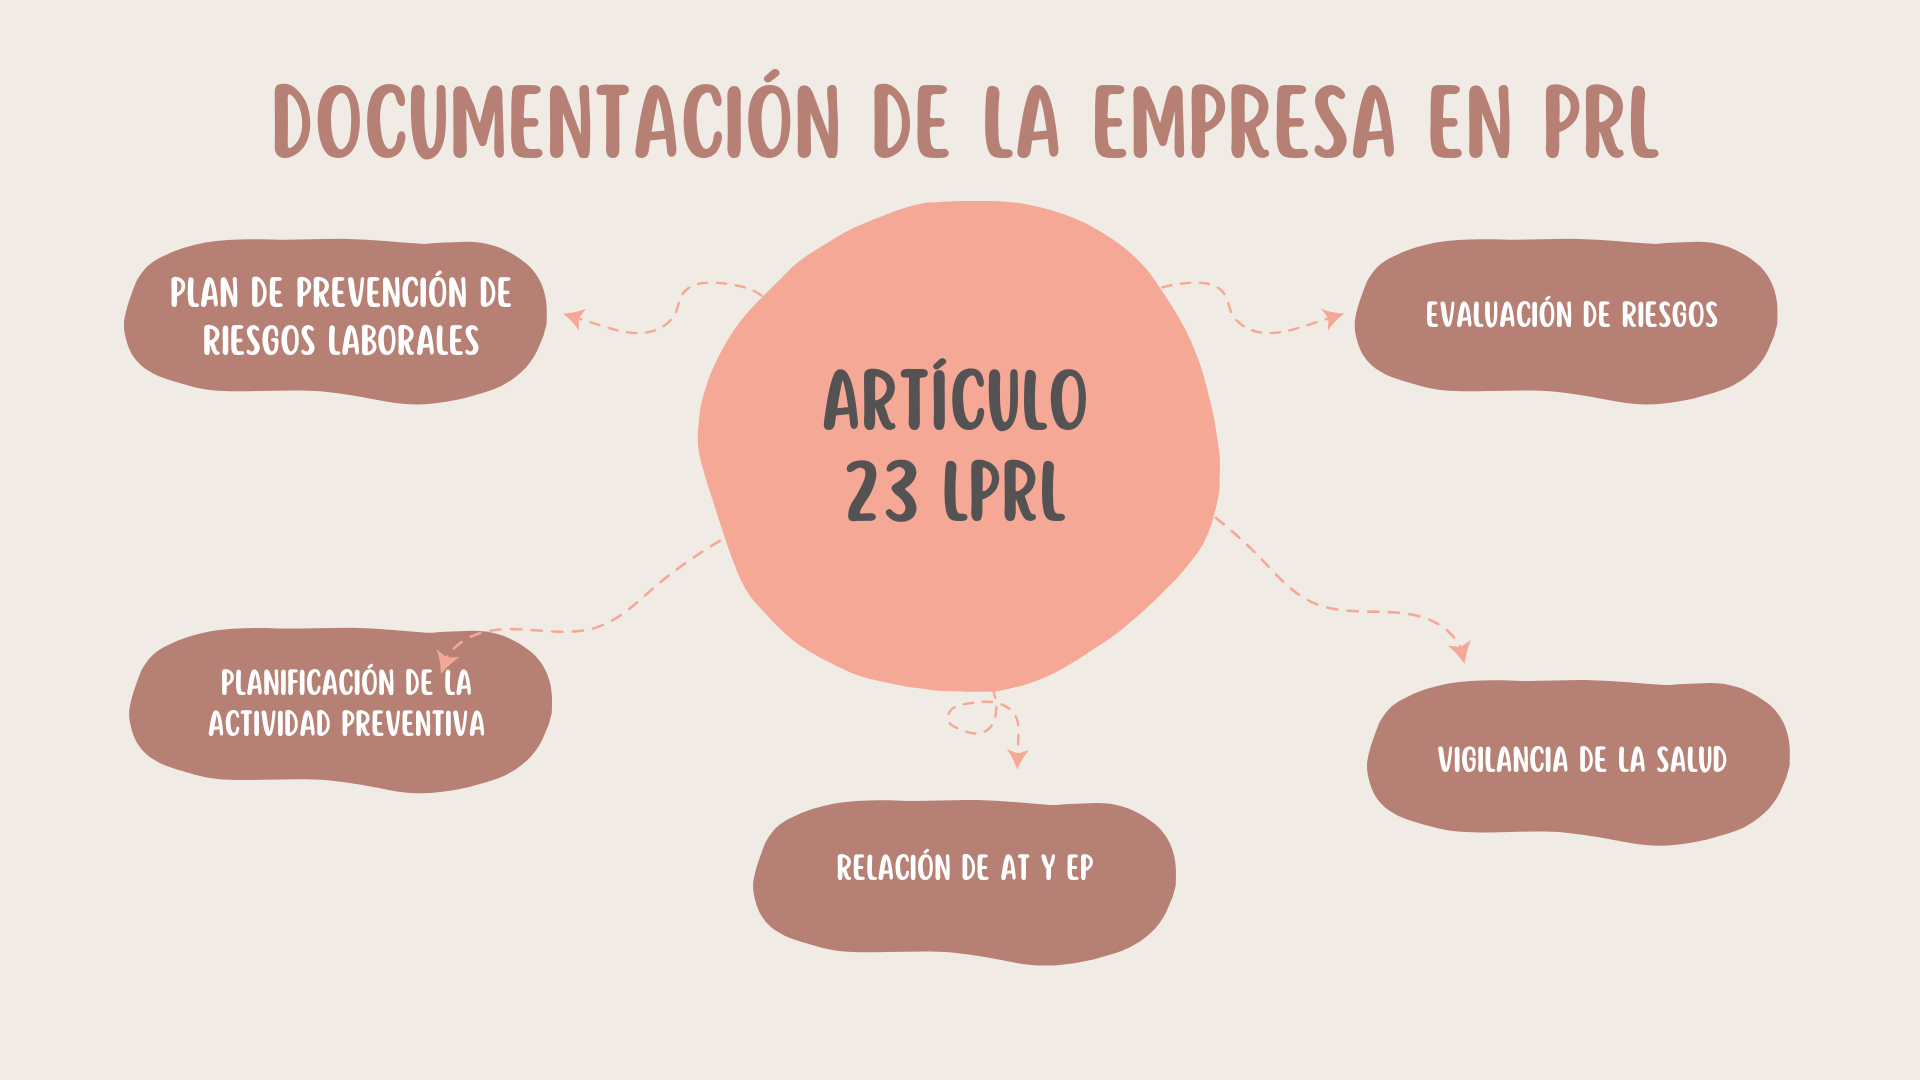 DOCUMENTACIÓN DE LA EMPRESA EN PRL
PLAN DE PREVENCIÓN DE
RIESGOS LABORALES
EVALUACIÓN DE RIESGOS
ARTÍCULO
23 LPRL
PLANIFICACIÓN DE LA
ACTIVIDAD PREVENTIVA
VIGILANCIA DE LA SALUD
RELACIÓN DE AT Y EP